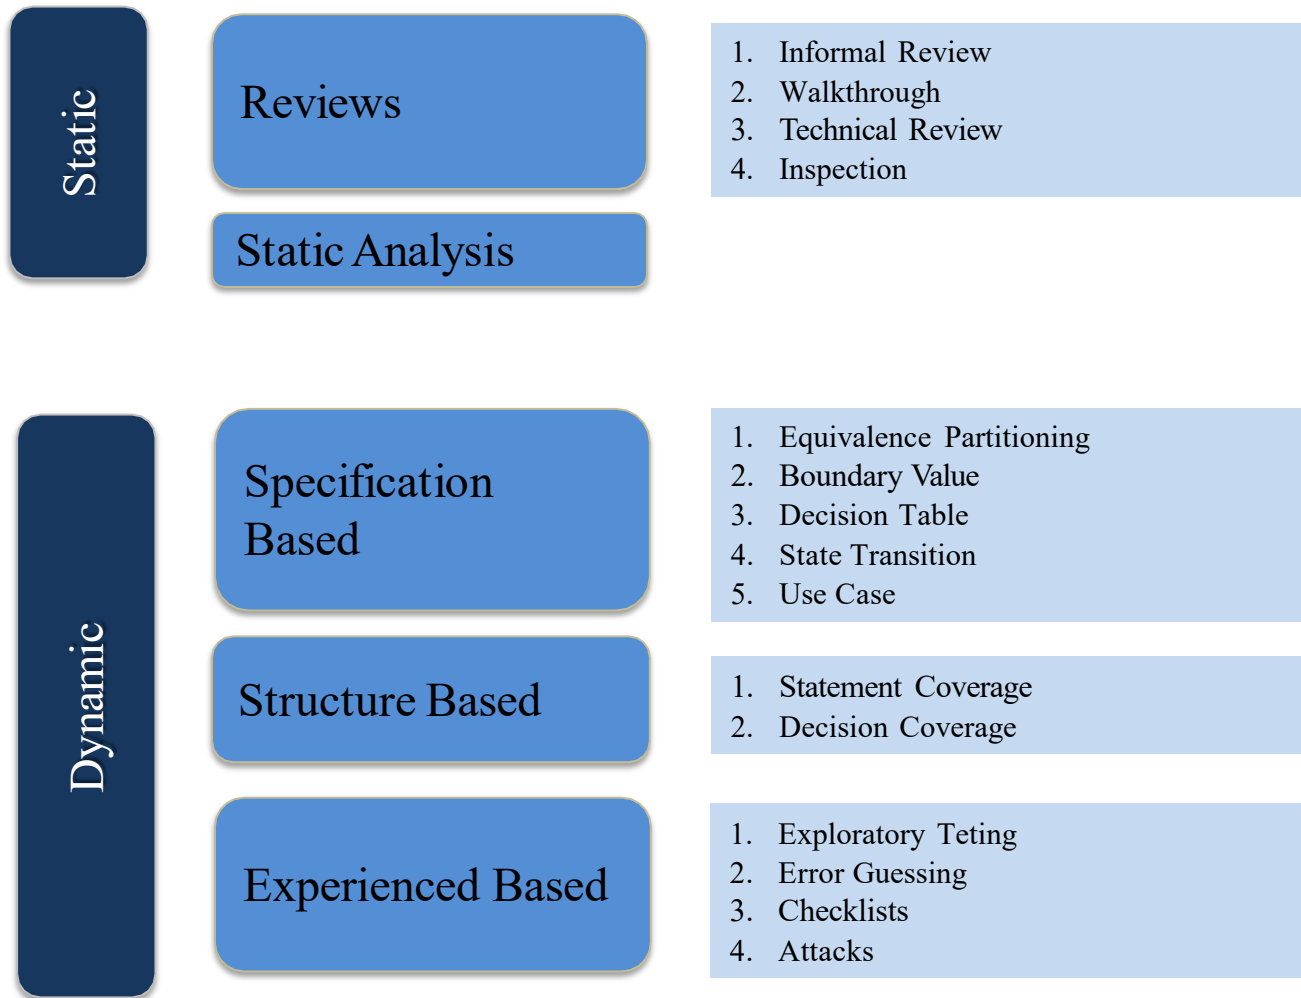 Static
Reviews
1. Informal Review
2. Walkthrough
3. Technical Review
4. Inspection
Static Analysis
Dynamic
Specification
Based
1. Equivalence Partitioning
2. Boundary Value
3. Decision Table
4. State Transition
5. Use Case
Structure Based
1. Statement Coverage
2. Decision Coverage
Experienced Based
1. Exploratory Teting
2. Error Guessing
3. Checklists
4. Attacks